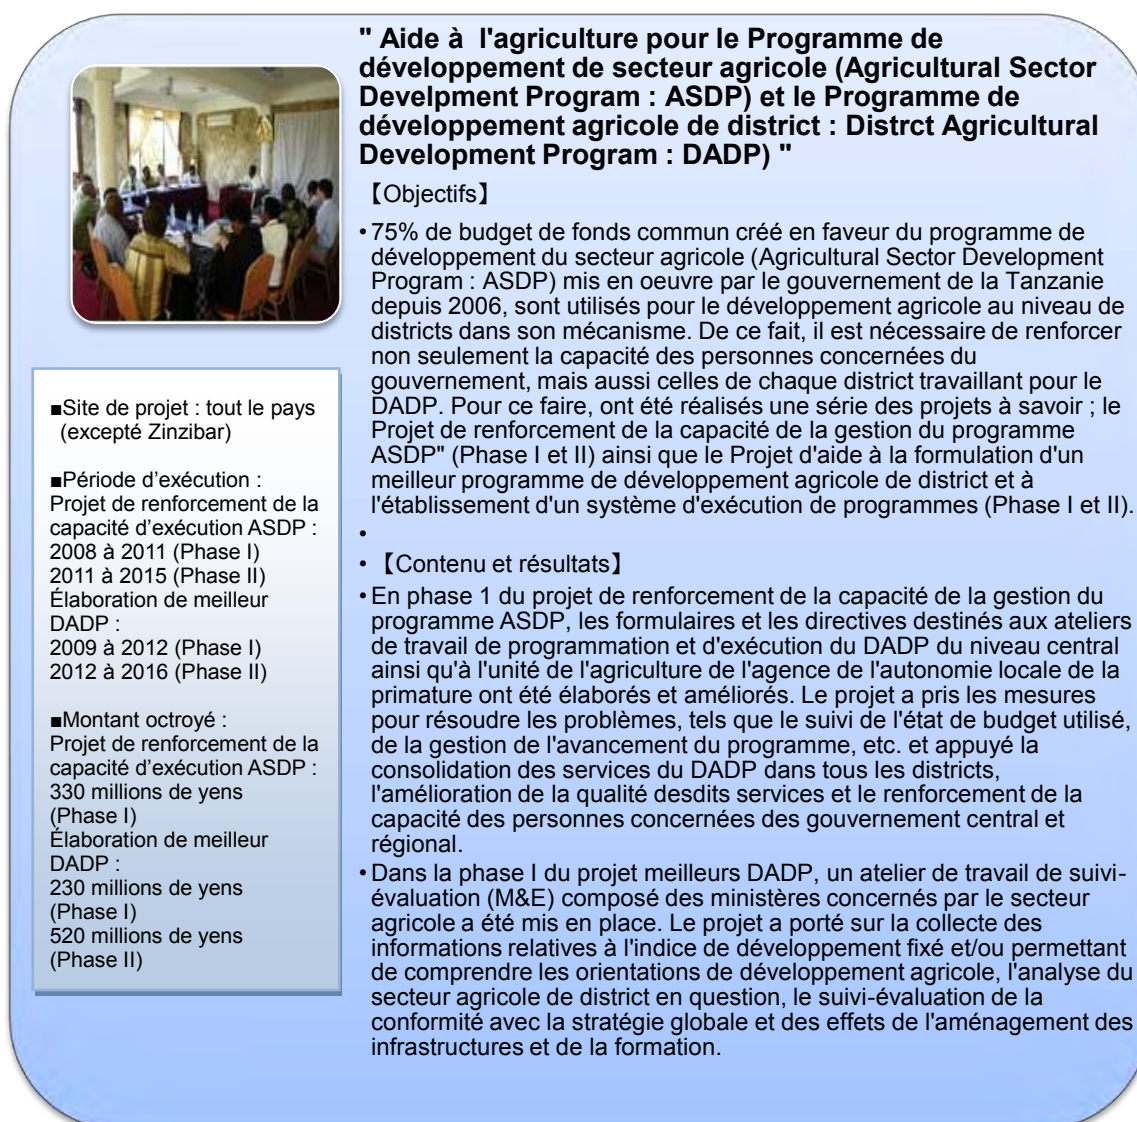 " Aide à l'agriculture pour le Programme de
développement de secteur agricole (Agricultural Sector
Develpment Program : ASDP) et le Programme de
développement agricole de district : Distrct Agricultural
Development Program : DADP) "
【Objectifs】
• 75% de budget de fonds commun créé en faveur du programme de
développement du secteur agricole (Agricultural Sector Development
Program : ASDP) mis en oeuvre par le gouvernement de la Tanzanie
depuis 2006, sont utilisés pour le développement agricole au niveau de
districts dans son mécanisme. De ce fait, il est nécessaire de renforcer
non seulement la capacité des personnes concernées du
gouvernement, mais aussi celles de chaque district travaillant pour le
DADP. Pour ce faire, ont été réalisés une série des projets à savoir ; le
Projet de renforcement de la capacité de la gestion du programme
ASDP" (Phase I et II) ainsi que le Projet d'aide à la formulation d'un
meilleur programme de développement agricole de district et à
l'établissement d'un système d'exécution de programmes (Phase I et II).
•
• 【Contenu et résultats】
• En phase 1 du projet de renforcement de la capacité de la gestion du
programme ASDP, les formulaires et les directives destinés aux ateliers
de travail de programmation et d'exécution du DADP du niveau central
ainsi qu'à l'unité de l'agriculture de l'agence de l'autonomie locale de la
primature ont été élaborés et améliorés. Le projet a pris les mesures
pour résoudre les problèmes, tels que le suivi de l'état de budget utilisé,
de la gestion de l'avancement du programme, etc. et appuyé la
consolidation des services du DADP dans tous les districts,
l'amélioration de la qualité desdits services et le renforcement de la
capacité des personnes concernées des gouvernement central et
régional.
• Dans la phase I du projet meilleurs DADP, un atelier de travail de suivi-
évaluation (M&E) composé des ministères concernés par le secteur
agricole a été mis en place. Le projet a porté sur la collecte des
informations relatives à l'indice de développement fixé et/ou permettant
de comprendre les orientations de développement agricole, l'analyse du
secteur agricole de district en question, le suivi-évaluation de la
conformité avec la stratégie globale et des effets de l'aménagement des
infrastructures et de la formation.
■Site de projet : tout le pays
(excepté Zinzibar)
■Période d’exécution :
Projet de renforcement de la
capacité d’exécution ASDP :
2008 à 2011 (Phase I)
2011 à 2015 (Phase II)
Élaboration de meilleur
DADP :
2009 à 2012 (Phase I)
2012 à 2016 (Phase II)
■Montant octroyé :
Projet de renforcement de la
capacité d’exécution ASDP :
330 millions de yens
(Phase I)
Élaboration de meilleur
DADP :
230 millions de yens
(Phase I)
520 millions de yens
(Phase II)